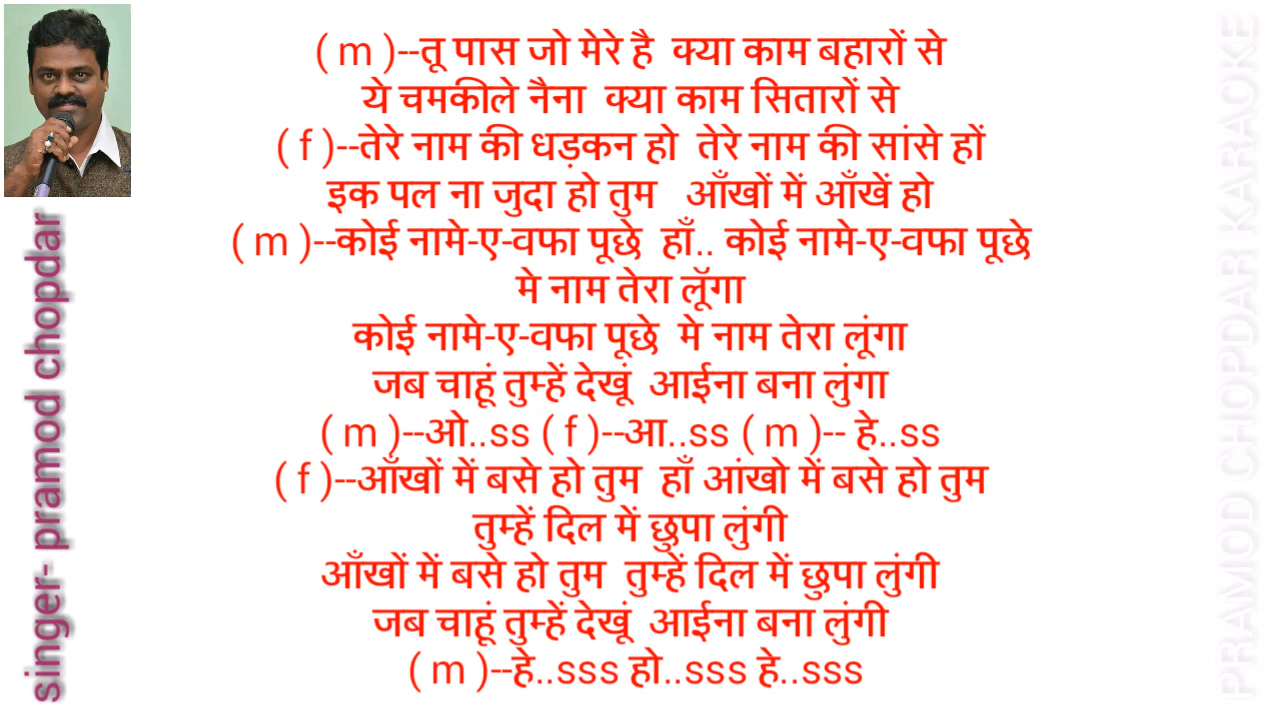 ( m )--तू पास जो मेरे है क्या काम बहारों से
ये चमकीले नैना क्या काम सितारों से
( f )--तेरे नाम की धड़कन हो तेरे नाम की सांसे हों
इक पल ना जुदा हो तुम आँखों में आँखें हो
( m )--कोई नामे-ए-वफा पूछे हाँ.. कोई नामे-ए-वफा पूछे
मे नाम तेरा लूँगा
कोई नामे-ए-वफा पूछे मे नाम तेरा लूंगा
जब चाहूं तुम्हें देखूं आईना बना लुंगा
( m )--ओ..ss ( f )--आ..ss ( m )-- हे..ss
( f )--आँखों में बसे हो तुम हाँ आंखो में बसे हो तुम
तुम्हें दिल में छुपा लुंगी
आँखों में बसे हो तुम तुम्हें दिल में छुपा लुंगी
जब चाहूं तुम्हें देखूं आईना बना लुंगी
( m )--हे..sss हो..sss हे..sss
singer- pramod chopdar
PRAMOD CHOPDAR KARAOKE